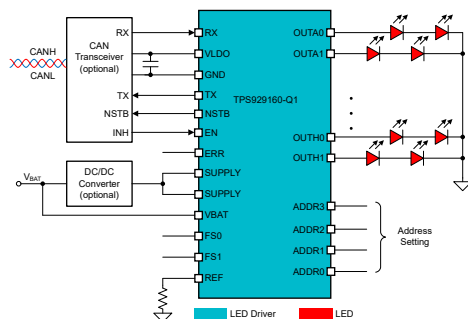 CANH
CANL
CAN
Transceiver
(optional)
RX
TX
NSTB
INH
V_BAT
DC/DC
Converter
(optional)
TPS929160-Q1
RX
VLDO
GND
TX
NSTB
EN
ERR
SUPPLY
SUPPLY
VBAT
FS0
FS1
REF
OUTA0
OUTA1
OUTH0
OUTH1
ADDR3
ADDR2
ADDR1
ADDR0
Address
Setting
LED Driver
LED